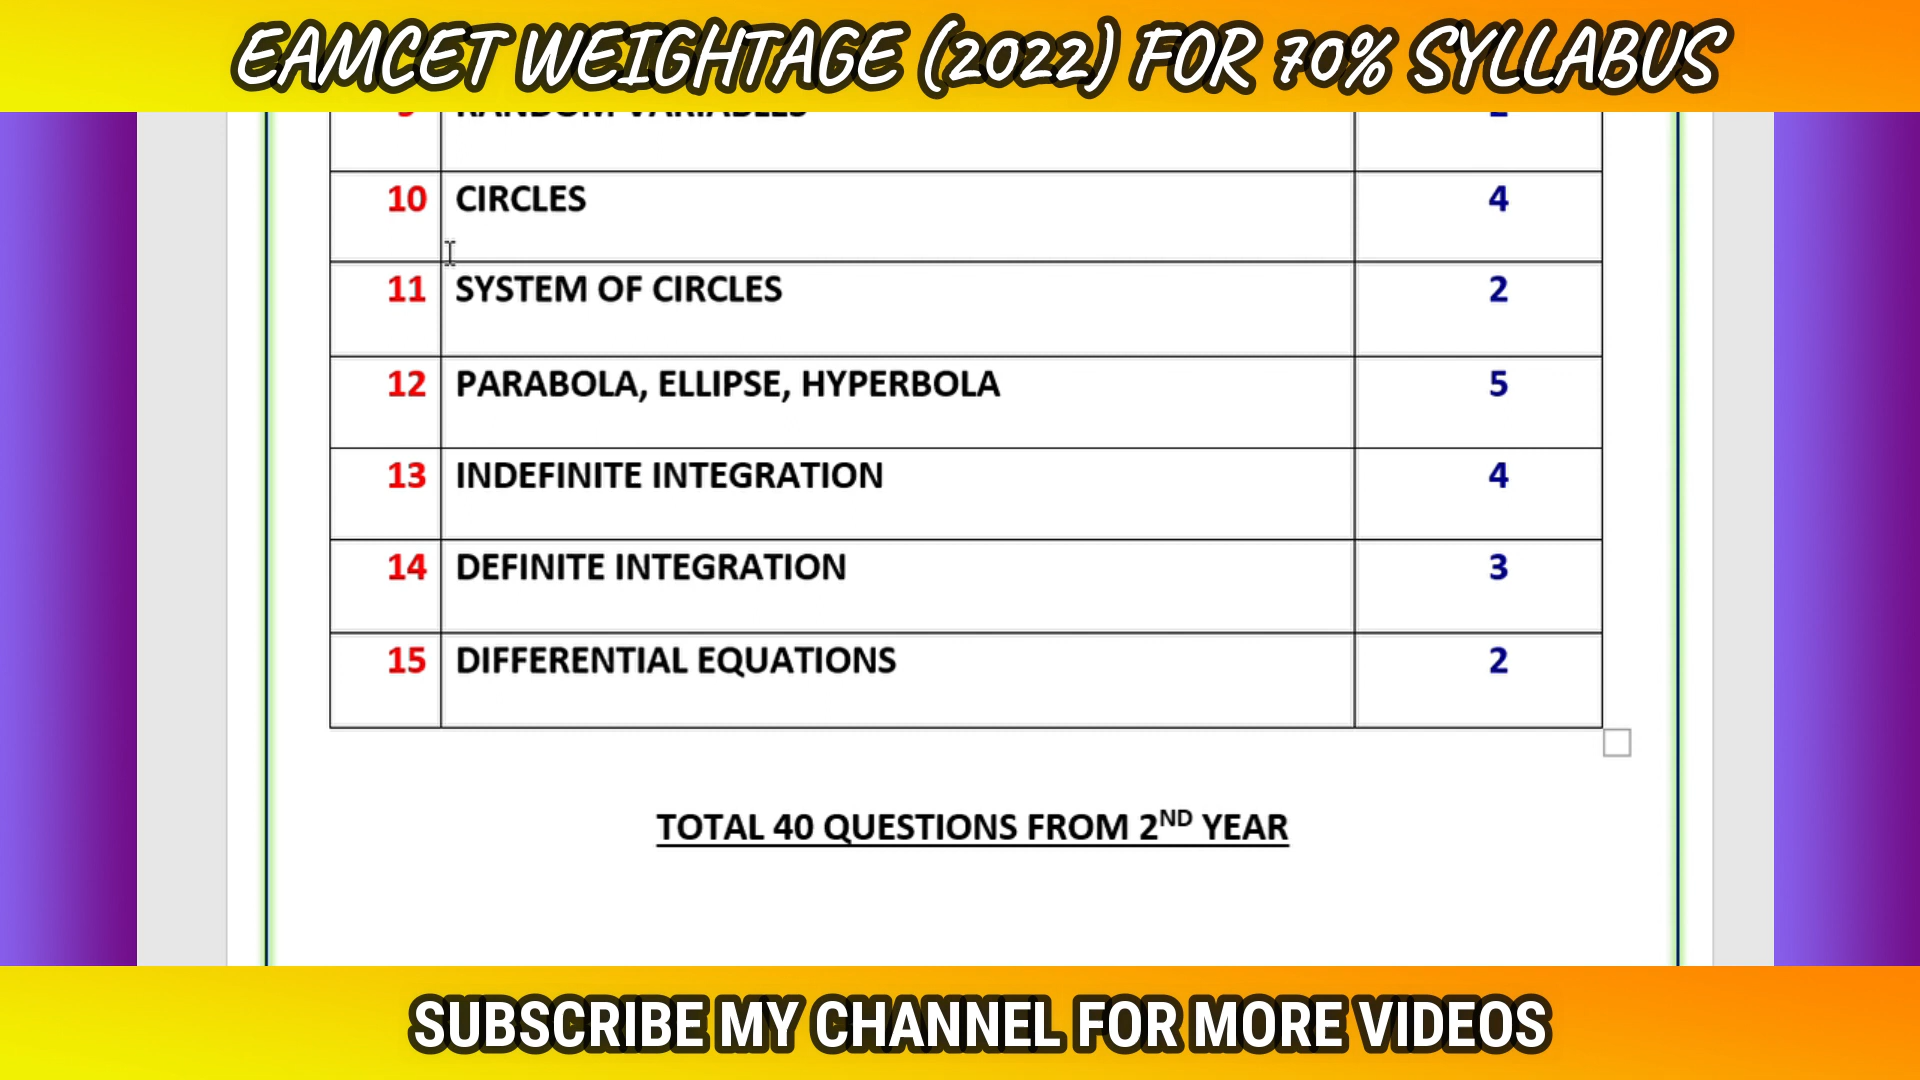 EAMCET WEIGHTAGE (2022) FOR 70% SYLLABUS
RANDOM VARIABLES
10 CIRCLES 4
11 SYSTEM OF CIRCLES 2
12 PARABOLA, ELLIPSE, HYPERBOLA 5
13 INDEFINITE INTEGRATION 4
14 DEFINITE INTEGRATION 3
15 DIFFERENTIAL EQUATIONS 2
TOTAL 40 QUESTIONS FROM 2ND YEAR
SUBSCRIBE MY CHANNEL FOR MORE VIDEOS